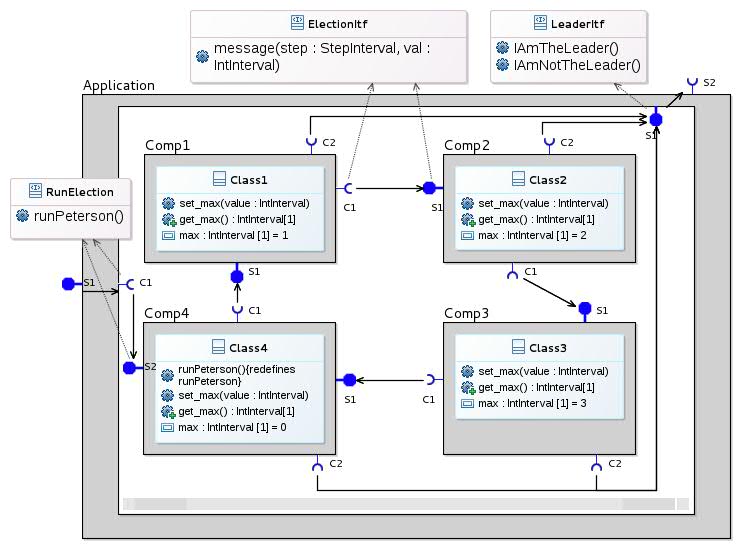 ElectionItf
message(step : StepInterval, val :
IntInterval)
LeaderItf
IAmTheLeader()
IAmNotTheLeader()
S2
Application
S1
Comp1
C2
Comp2
C2
Class1
set_max(value : IntInterval)
get_max() : IntInterval[1]
max : IntInterval [1] = 1
C1
S1
Class2
set_max(value : IntInterval)
get_max() : IntInterval[1]
max : IntInterval [1] = 2
RunElection
runPeterson()
S1
C1
S1
C1
C1
S1
Comp4
Comp3
Class4
runPeterson(){redefines
runPeterson}
set_max(value : IntInterval)
get_max() : IntInterval[1]
max : IntInterval [1] = 0
S2
S1
C1
Class3
set_max(value : IntInterval)
get_max() : IntInterval[1]
max : IntInterval [1] = 3
C2
C2